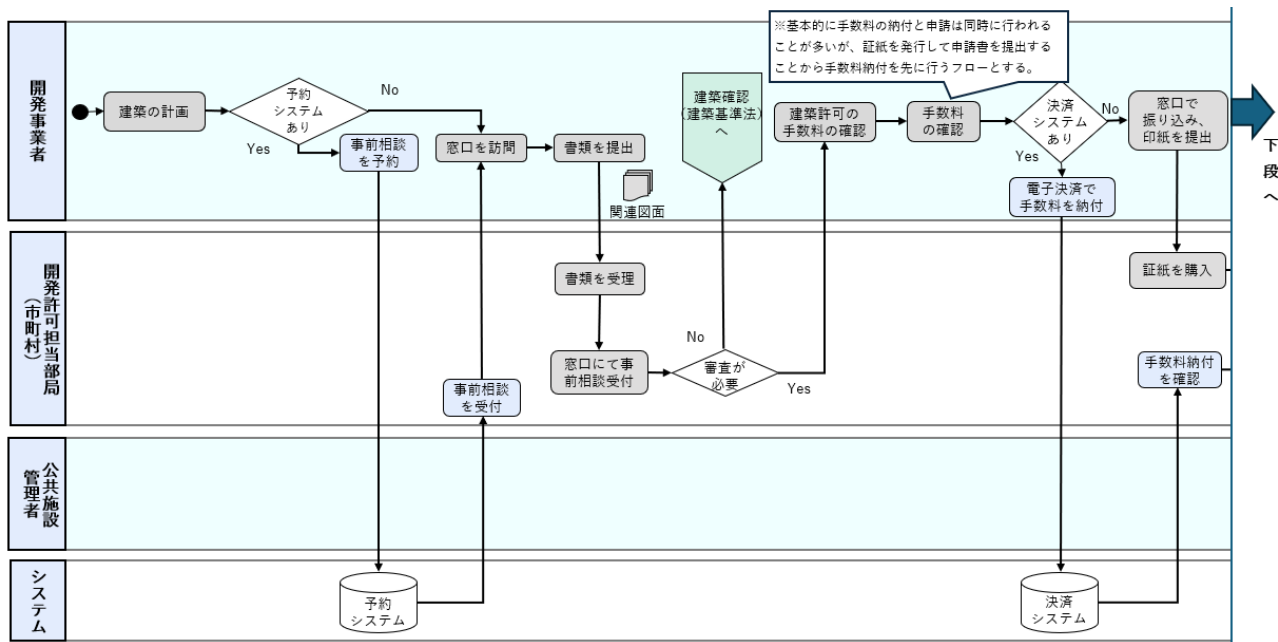 ※基本的に手数料の納付と申請は同時に行われる
ことが多いが、証紙を発行して申請書を提出する
ことから手数料納付を先に行うフローとする。
開発事業者
建築の計画
予約
システム
あり
No
Yes
事前相談
を予約
窓口を訪問
書類を提出
関連図面
建築確認
(建築基準法)
へ
建築許可の
手数料の確認
手数料
の確認
決済
システム
あり
No
Yes
窓口で
振り込み、
印紙を提出
電子決済で
手数料を納付
下段へ
開発許可担当部局
(市町村)
書類を受理
窓口にて事
前相談受付
事前相談
を受付
No
審査が
必要
Yes
証紙を購入
手数料納付
を確認
公共施設
管理者
システム
予約
システム
決済
システム